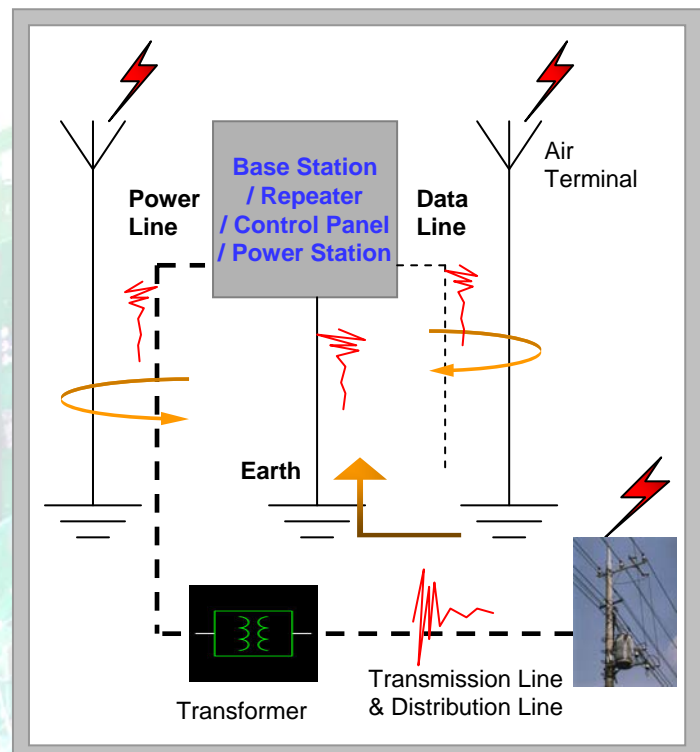 Base Station
/ Repeater
/ Control Panel
/ Power Station
Power
Line
Data
Line
Air
Terminal
Earth
Transformer
Transmission Line
& Distribution Line